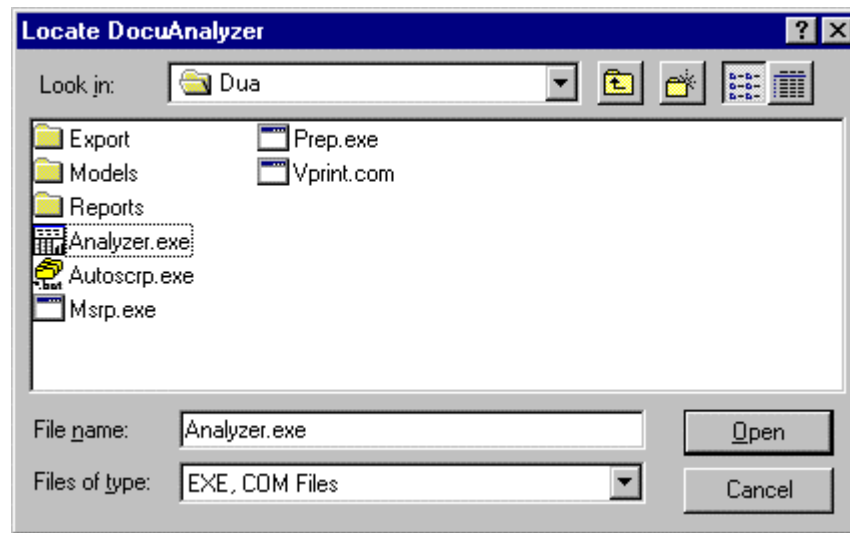 Locate DocuAnalyzer
Look in: Dua
Export
Models
Reports
Analyzer.exe
Autoscrp.exe
Msrp.exe
Prep.exe
Vprint.com
File name: Analyzer.exe Open
Files of type: EXE, COM Files Cancel